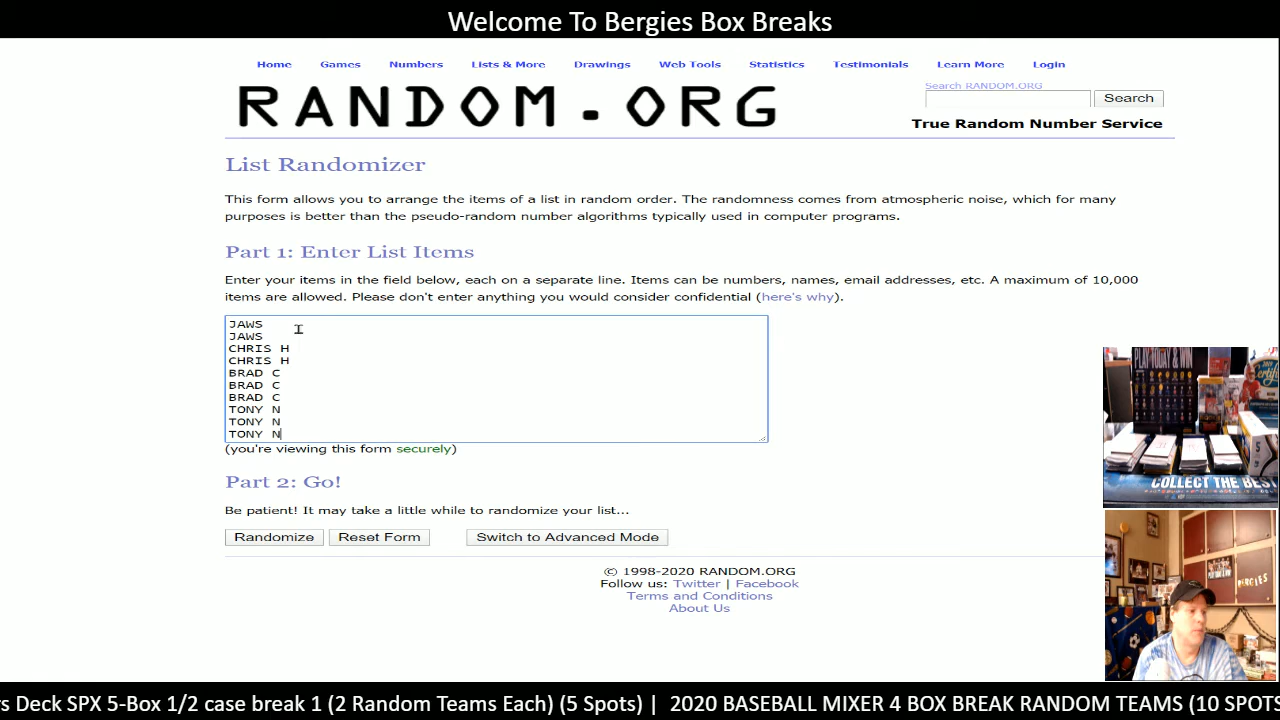 Welcome To Bergies Box Breaks
Home Games Numbers Lists & More Drawings Web Tools Statistics Testimonials Learn More Login
RANDOM.ORG
Search RANDOM.ORG
Search
True Random Number Service
List Randomizer
This form allows you to arrange the items of a list in random order. The randomness comes from atmospheric noise, which for many
purposes is better than the pseudo-random number algorithms typically used in computer programs.
Part 1: Enter List Items
Enter your items in the field below, each on a separate line. Items can be numbers, names, email addresses, etc. A maximum of 10,000
items are allowed. Please don't enter anything you would consider confidential (here's why).
JAWS
JAWS
CHRIS H
CHRIS H
BRAD C
BRAD C
BRAD C
TONY N
TONY N
TONY N
(you're viewing this form securely)
Part 2: Go!
Be patient! It may take a little while to randomize your list...
Randomize Reset Form Switch to Advanced Mode
© 1998-2020 RANDOM.ORG
Follow us: Twitter | Facebook
Terms and Conditions
About Us
PLAY TODAY & WIN
COLLECT THE BEST
BERGIES
rs Deck SPX 5-Box 1/2 case break 1 (2 Random Teams Each) (5 Spots) | 2020 BASEBALL MIXER 4 BOX BREAK RANDOM TEAMS (10 SPOTS